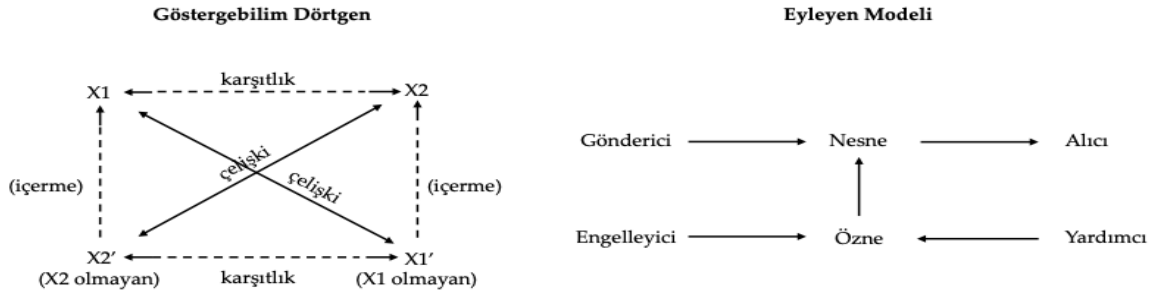 Göstergebilim Dörtgen
Eyleyen Modeli
karşıtlık
X1
X2
çelişki
çelişki
(içerme)
(içerme)
X2′
X1′
(X2 olmayan)
karşıtlık
(X1 olmayan)
Gönderici
Nesne
Alıcı
Engelleyici
Özne
Yardımcı